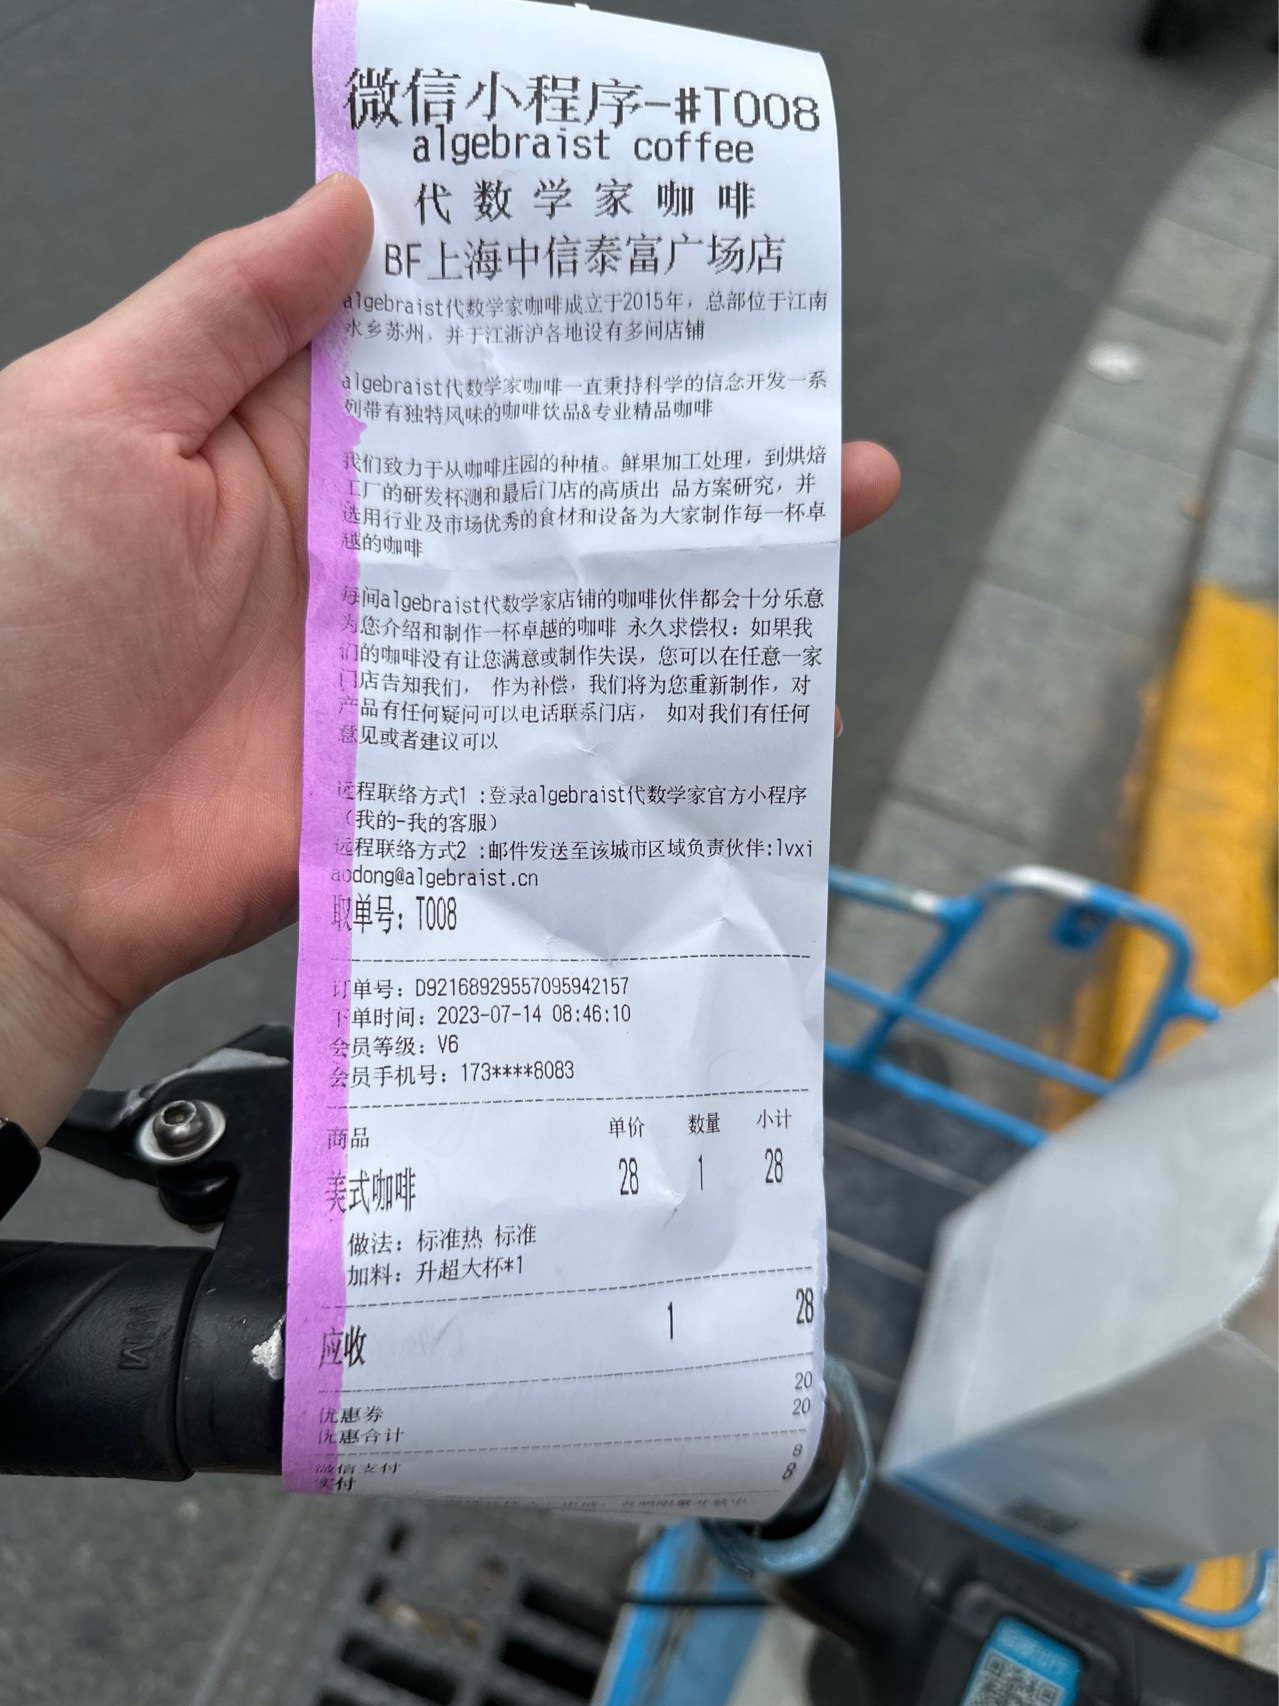 微信小程序-#T008
algebraist coffee
代数学家咖啡
BF上海中信泰富广场店
algebraist代数学家咖啡成立于2015年，总部位于江南
水乡苏州，并于江浙沪各地设有多间店铺
algebraist代数学家咖啡一直秉持科学的信念开发一系
列带有独特风味的咖啡饮品&专业精品咖啡
我们致力于从咖啡庄园的种植。鲜果加工处理，到烘焙
工厂的研发杯测和最后门店的高质出 品方案研究，并
选用行业及市场优秀的食材和设备为大家制作每一杯卓
越的咖啡
每间algebraist代数学家店铺的咖啡伙伴都会十分乐意
为您介绍和制作一杯卓越的咖啡 永久求偿权：如果我
们的咖啡没有让您满意或制作失误，您可以在任意一家
门店告知我们， 作为补偿，我们将为您重新制作，对
产品有任何疑问可以电话联系门店， 如对我们有任何
意见或者建议可以
远程联络方式1 :登录algebraist代数学家官方小程序
（我的-我的客服）
远程联络方式2 :邮件发送至该城市区域负责伙伴:lvxi
aodong@algebraist.cn
取单号：T008
订单号：D92168929557095942157
下单时间：2023-07-14 08:46:10
会员等级：V6
会员手机号：173****8083
商品 单价 数量 小计
美式咖啡 28 1 28
做法：标准热 标准
加料：升超大杯*1
应收 1 28
优惠券 20
优惠合计 20
微信支付 8
实付 8
WM